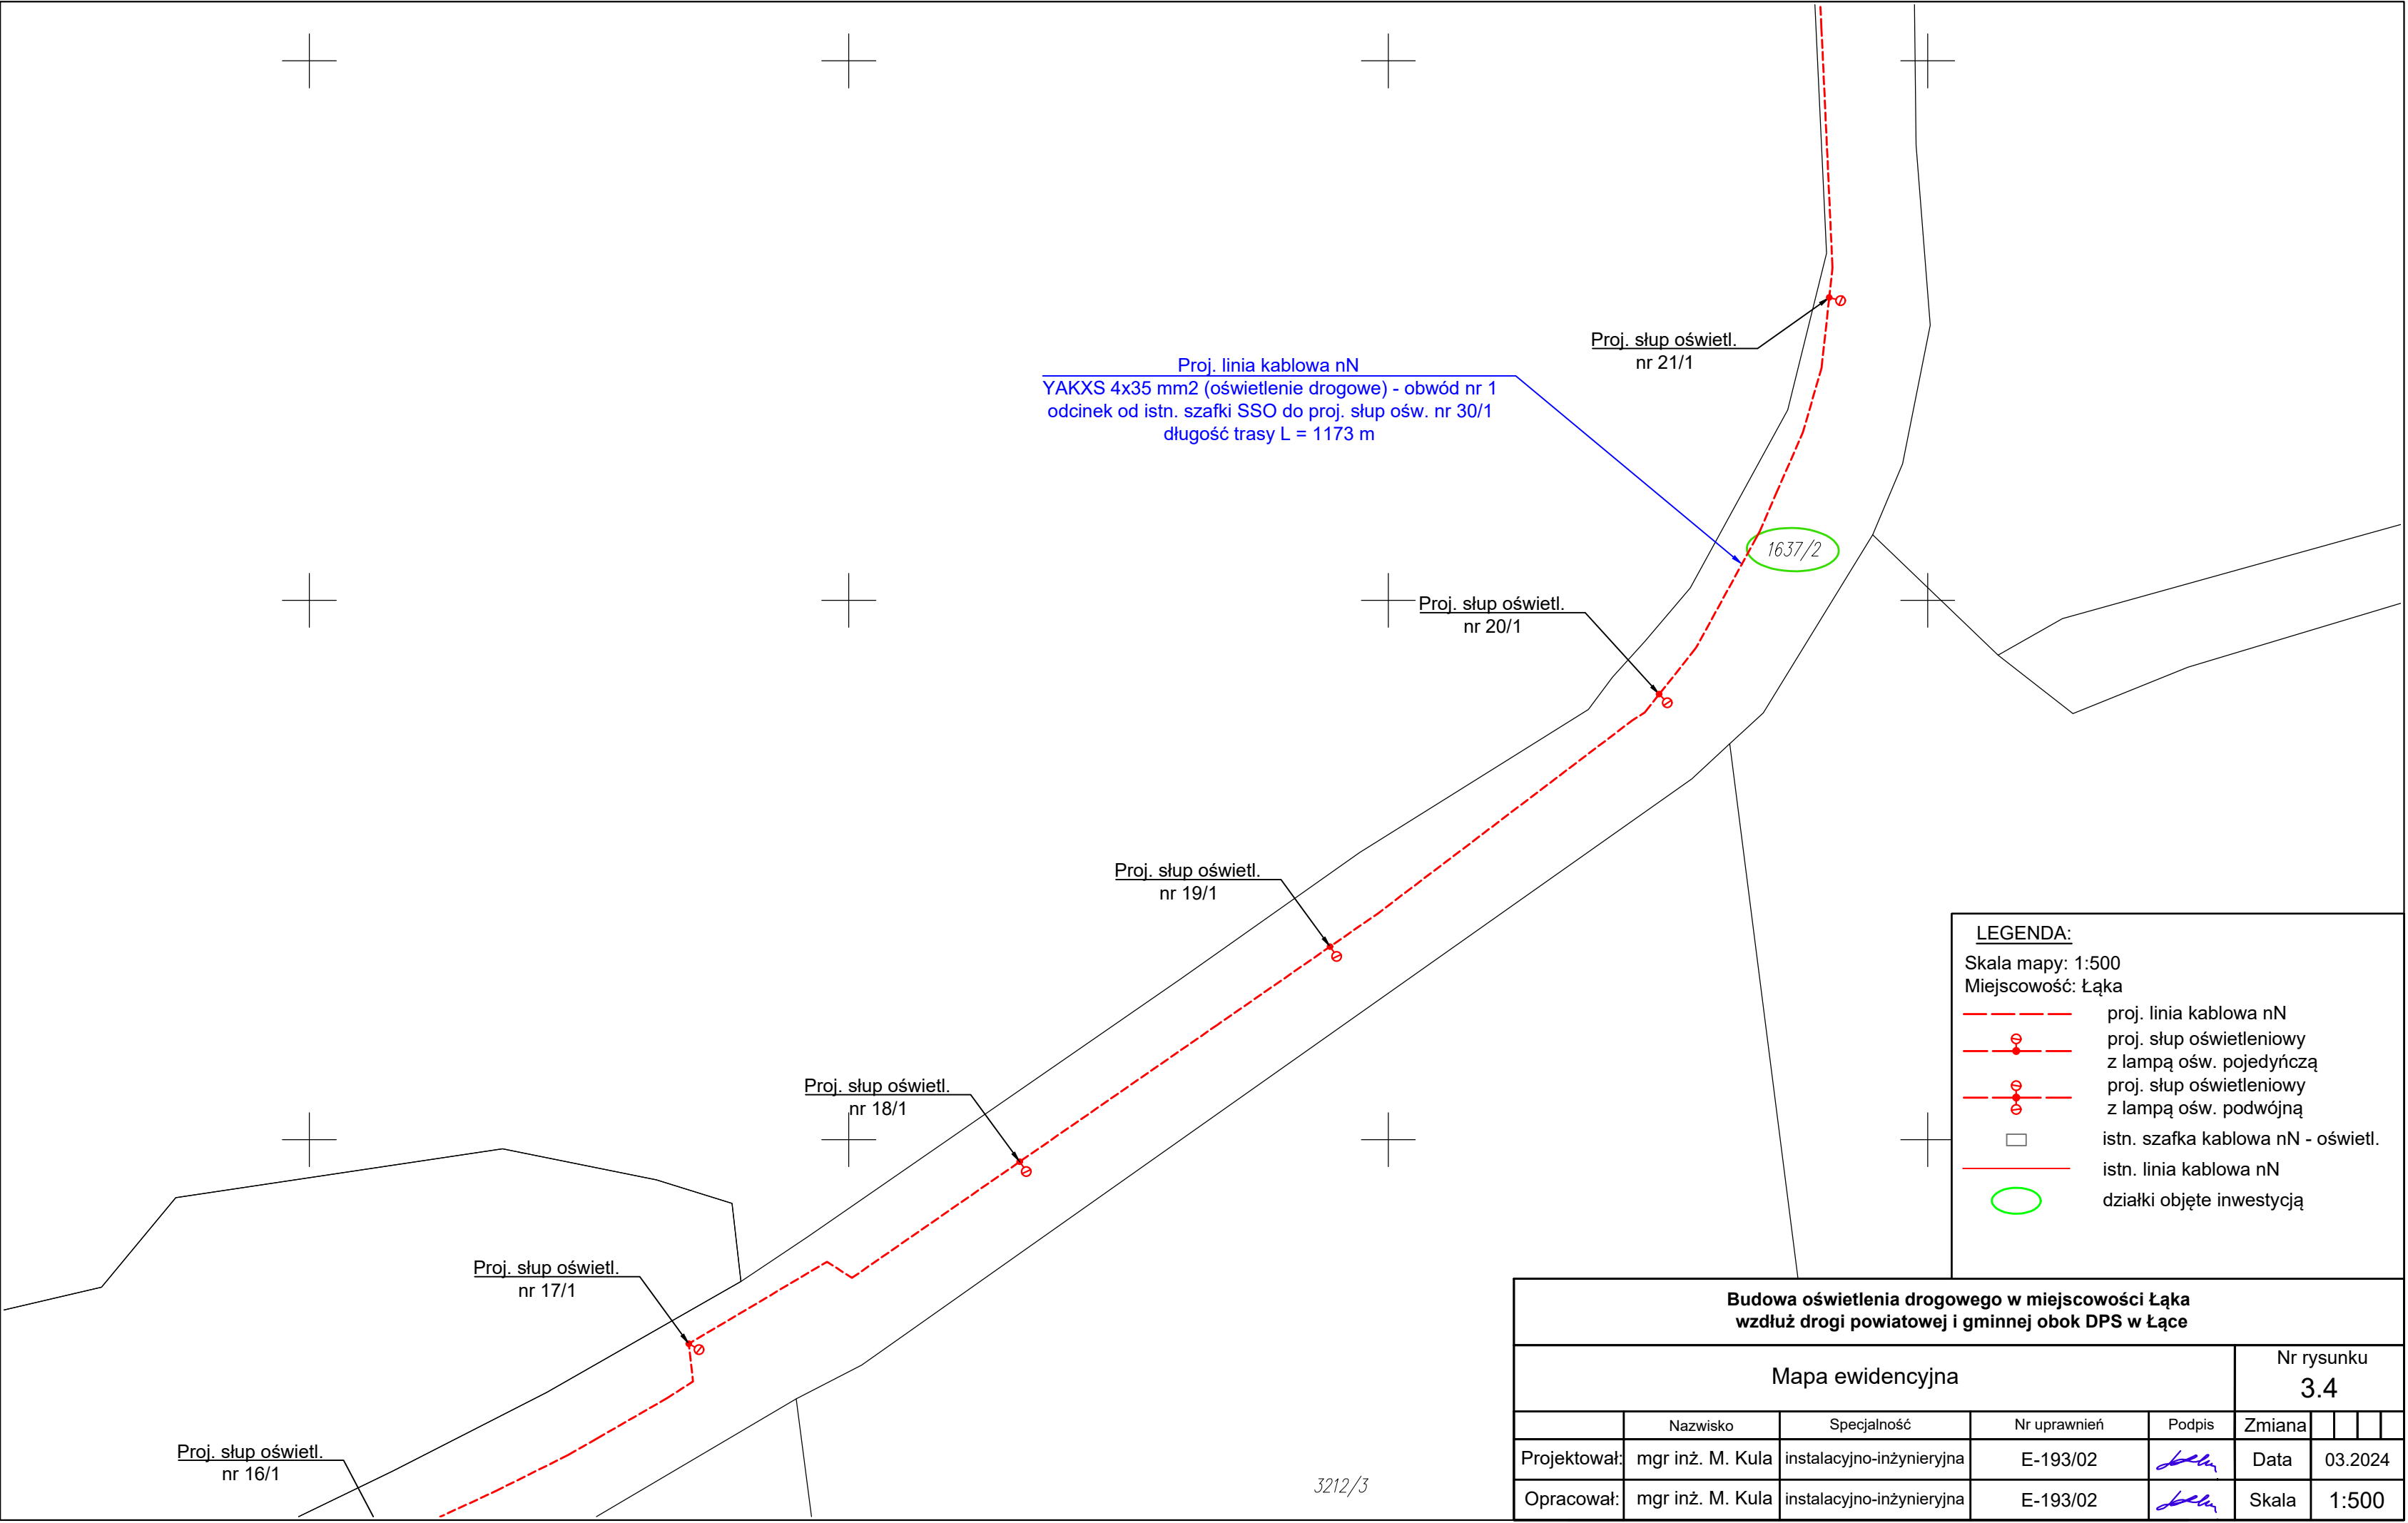 Proj. słup oświetl.
nr 21/1
Proj. linia kablowa nN
YAKXS 4x35 mm2 (oświetlenie drogowe) - obwód nr 1
odcinek od istn. szafki SSO do proj. słup ośw. nr 30/1
długość trasy L = 1173 m
1637/2
Proj. słup oświetl.
nr 20/1
Proj. słup oświetl.
nr 19/1
Proj. słup oświetl.
nr 18/1
Proj. słup oświetl.
nr 17/1
Proj. słup oświetl.
nr 16/1
3212/3
LEGENDA:
Skala mapy: 1:500
Miejscowość: Łąka
proj. linia kablowa nN
proj. słup oświetleniowy
z lampą ośw. pojedyńczą
proj. słup oświetleniowy
z lampą ośw. podwójną
istn. szafka kablowa nN - oświetl.
istn. linia kablowa nN
działki objęte inwestycją
Budowa oświetlenia drogowego w miejscowości Łąka
wzdłuż drogi powiatowej i gminnej obok DPS w Łące
Mapa ewidencyjna
Nr rysunku
3.4
Nazwisko Specjalność Nr uprawnień Podpis Zmiana
Projektował: mgr inż. M. Kula instalacyjno-inżynieryjna E-193/02 Data 03.2024
Opracował: mgr inż. M. Kula instalacyjno-inżynieryjna E-193/02 Skala 1:500